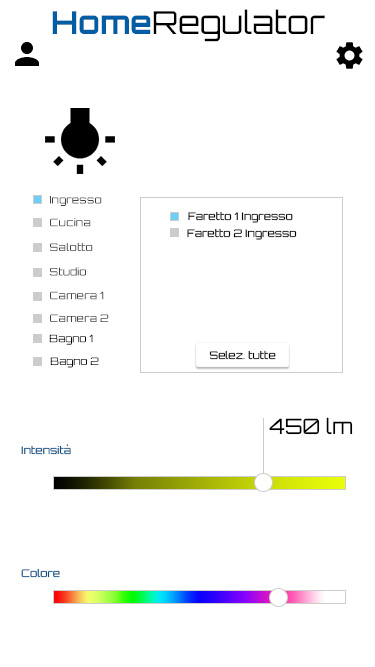 HomeRegulator
Ingresso
Cucina
Salotto
Studio
Camera 1
Camera 2
Bagno 1
Bagno 2
Faretto 1 Ingresso
Faretto 2 Ingresso
Selez. tutte
450 lm
Intensità
Colore